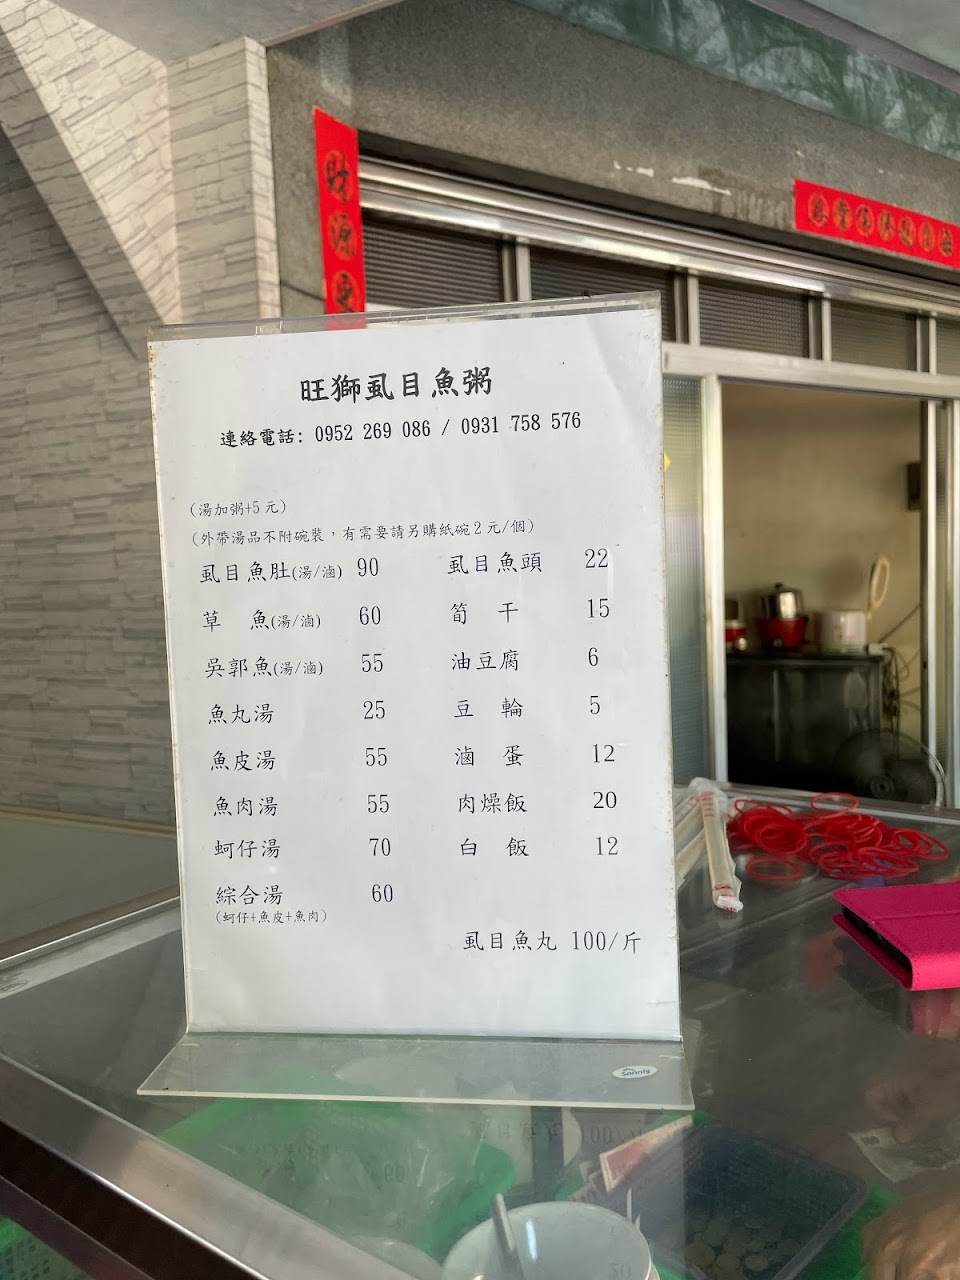 財源
旺獅虱目魚粥
連絡電話: 0952 269 086 / 0931 758 576
(湯加粥+5元)
(外帶湯品不附碗裝，有需要請另購紙碗2元/個)
虱目魚肚(湯/滷) 90 虱目魚頭 22
草 魚(湯/滷) 60 筍 干 15
吳郭魚(湯/滷) 55 油豆腐 6
魚丸湯 25 豆 輪 5
魚皮湯 55 滷 蛋 12
魚肉湯 55 肉燥飯 20
蚵仔湯 70 白 飯 12
綜合湯 60
(蚵仔+魚皮+魚肉)
虱目魚丸 100/斤